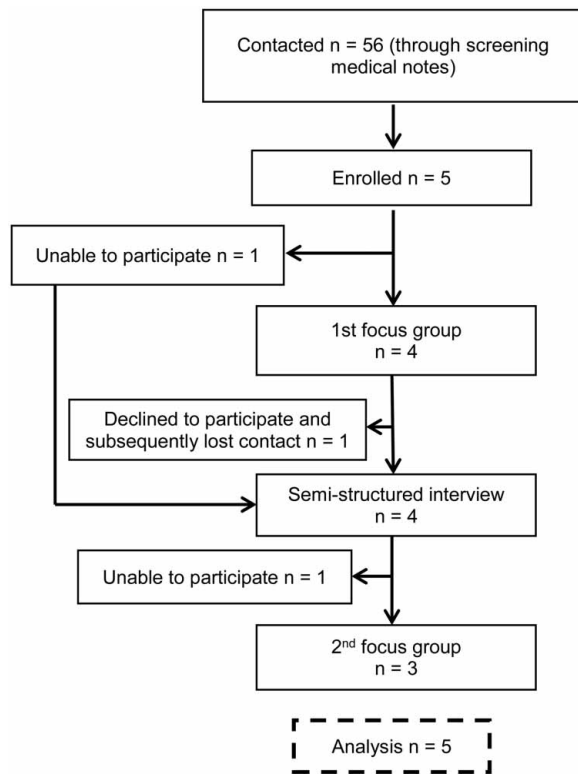 Contacted n = 56 (through screening
medical notes)
Enrolled n = 5
Unable to participate n = 1
1st focus group
n = 4
Declined to participate and
subsequently lost contact n = 1
Semi-structured interview
n = 4
Unable to participate n = 1
2nd focus group
n = 3
Analysis n = 5